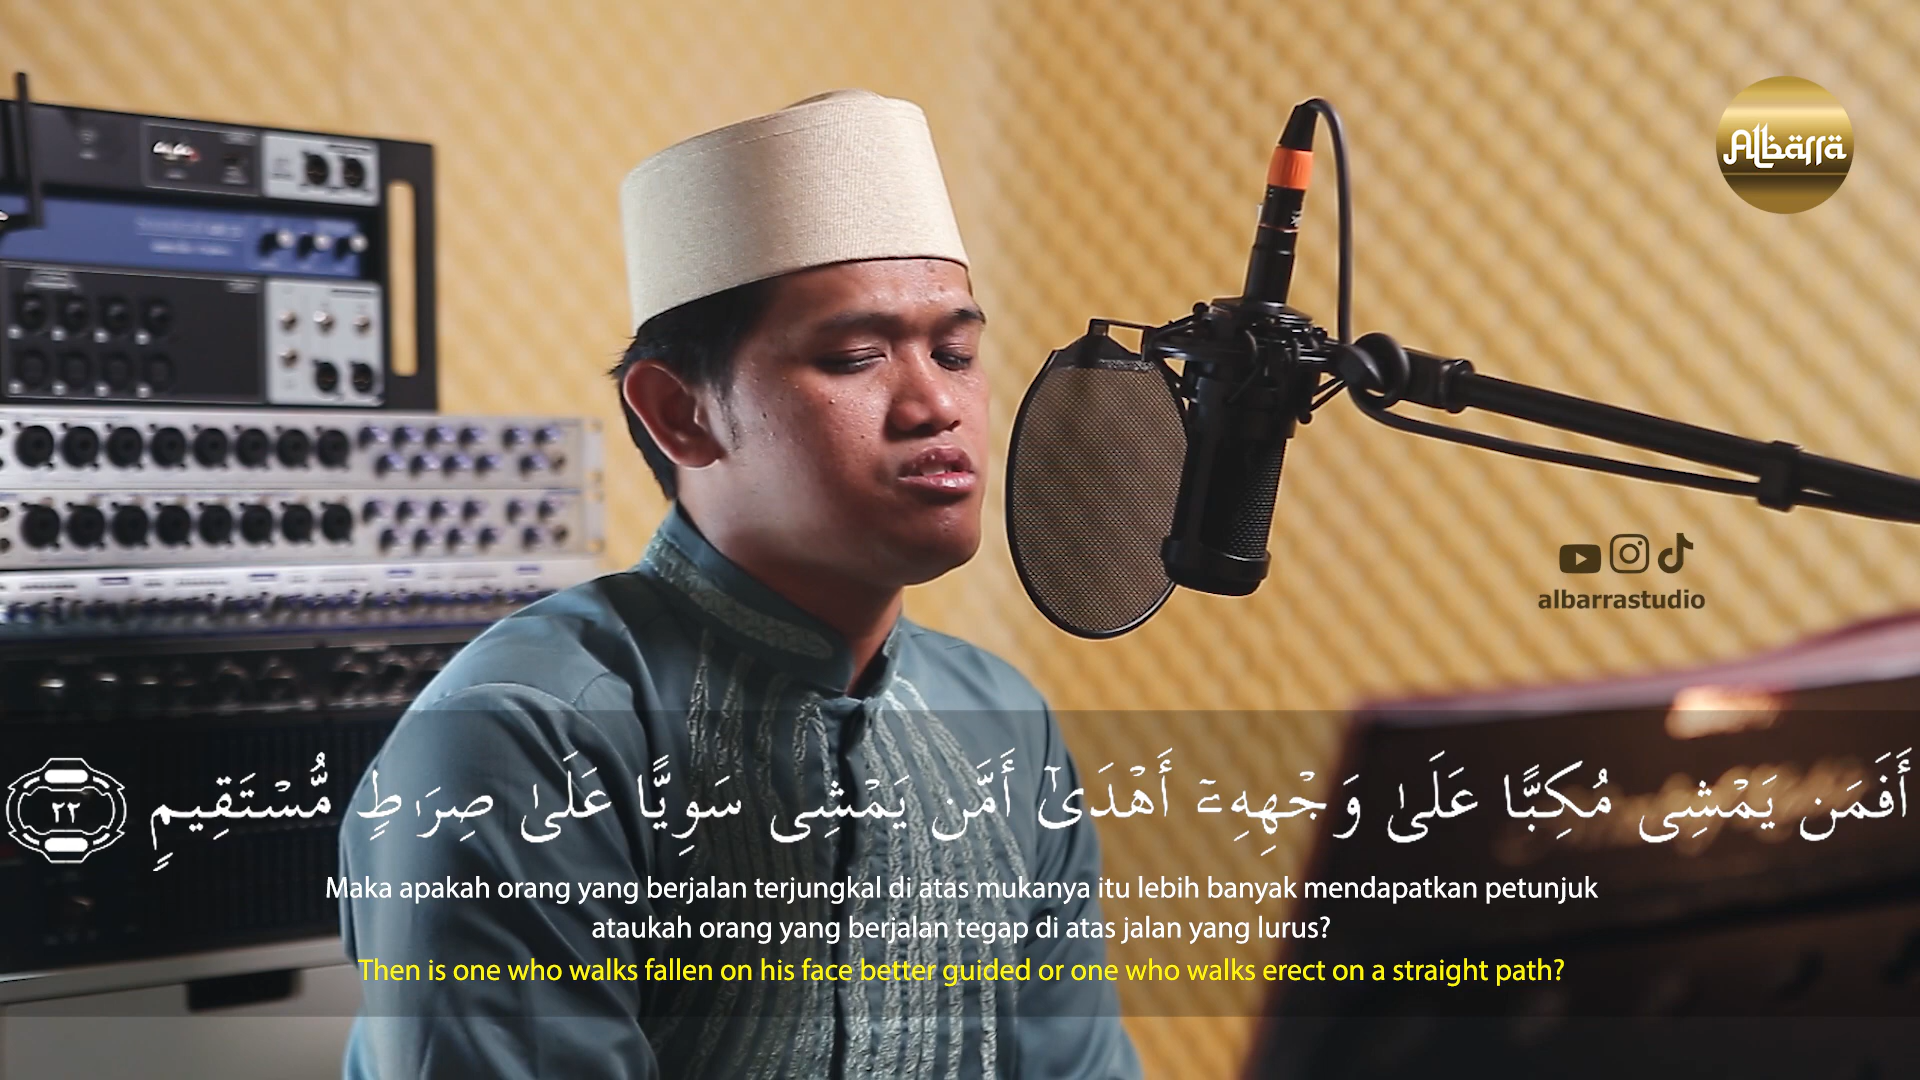 Albarra
albarrastudio
أَفَمَن يَمْشِى مُكِبًّا عَلَىٰ وَجْهِهِۦٓ أَهْدَىٰٓ أَمَّن يَمْشِى سَوِيًّا عَلَىٰ صِرَٰطٍ مُّسْتَقِيمٍ ٢٢
Maka apakah orang yang berjalan terjungkal di atas mukanya itu lebih banyak mendapatkan petunjuk
ataukah orang yang berjalan tegap di atas jalan yang lurus?
Then is one who walks fallen on his face better guided or one who walks erect on a straight path?